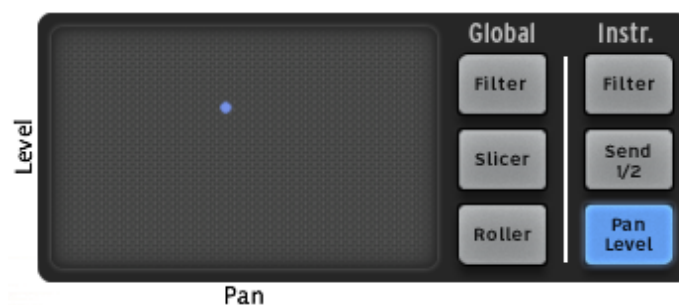 Global
Instr.
Filter
Filter
Level
Slicer
Send
1/2
Roller
Pan
Level
Pan